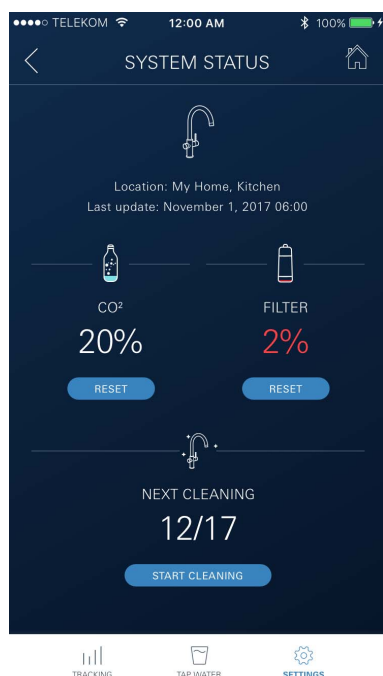 TELEKOM 12:00 AM 100%
SYSTEM STATUS
Location: My Home, Kitchen
Last update: November 1, 2017 06:00
CO² FILTER
20% 2%
RESET RESET
NEXT CLEANING
12/17
START CLEANING
TRACKING TAP WATER SETTINGS